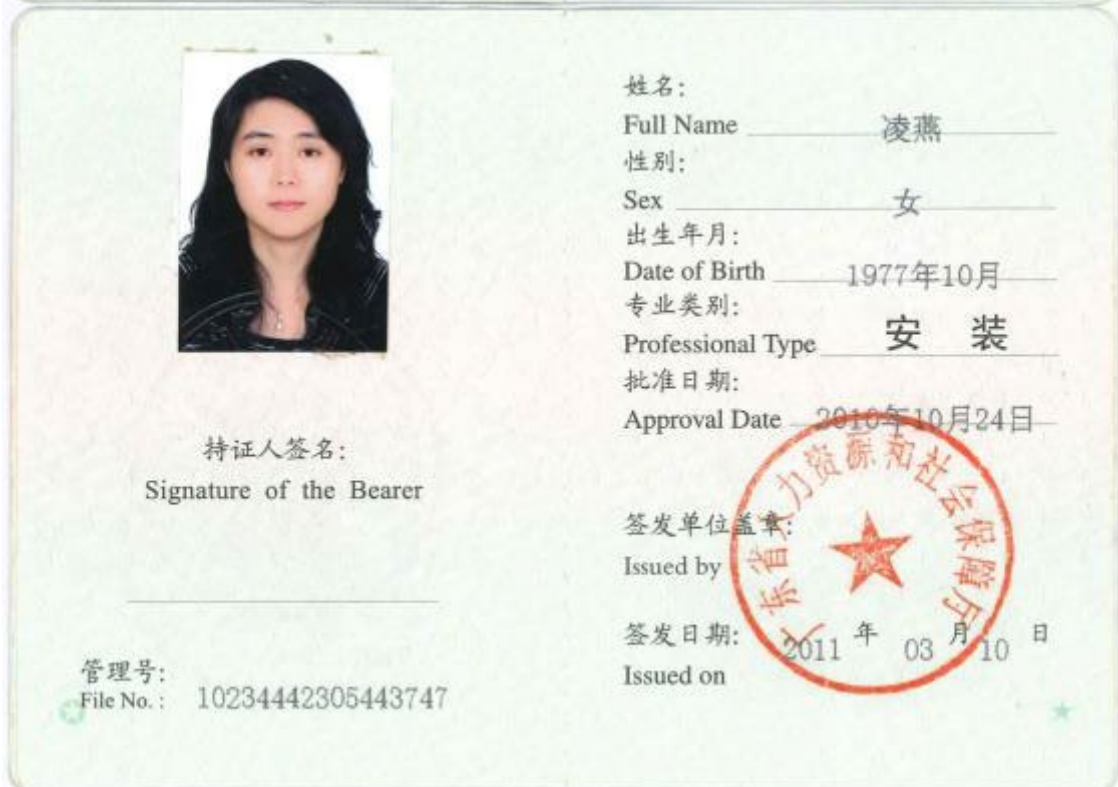 持证人签名：
Signature of the Bearer
管理号：
File No. : 10234442305443747
姓名：
Full Name 凌燕
性别：
Sex 女
出生年月：
Date of Birth 1977年10月
专业类别：
Professional Type 安 装
批准日期：
Approval Date 2010年10月24日
签发单位盖章：
Issued by
广东省人力资源和社会保障厅
签发日期： 2011 年 03 月 10 日
Issued on